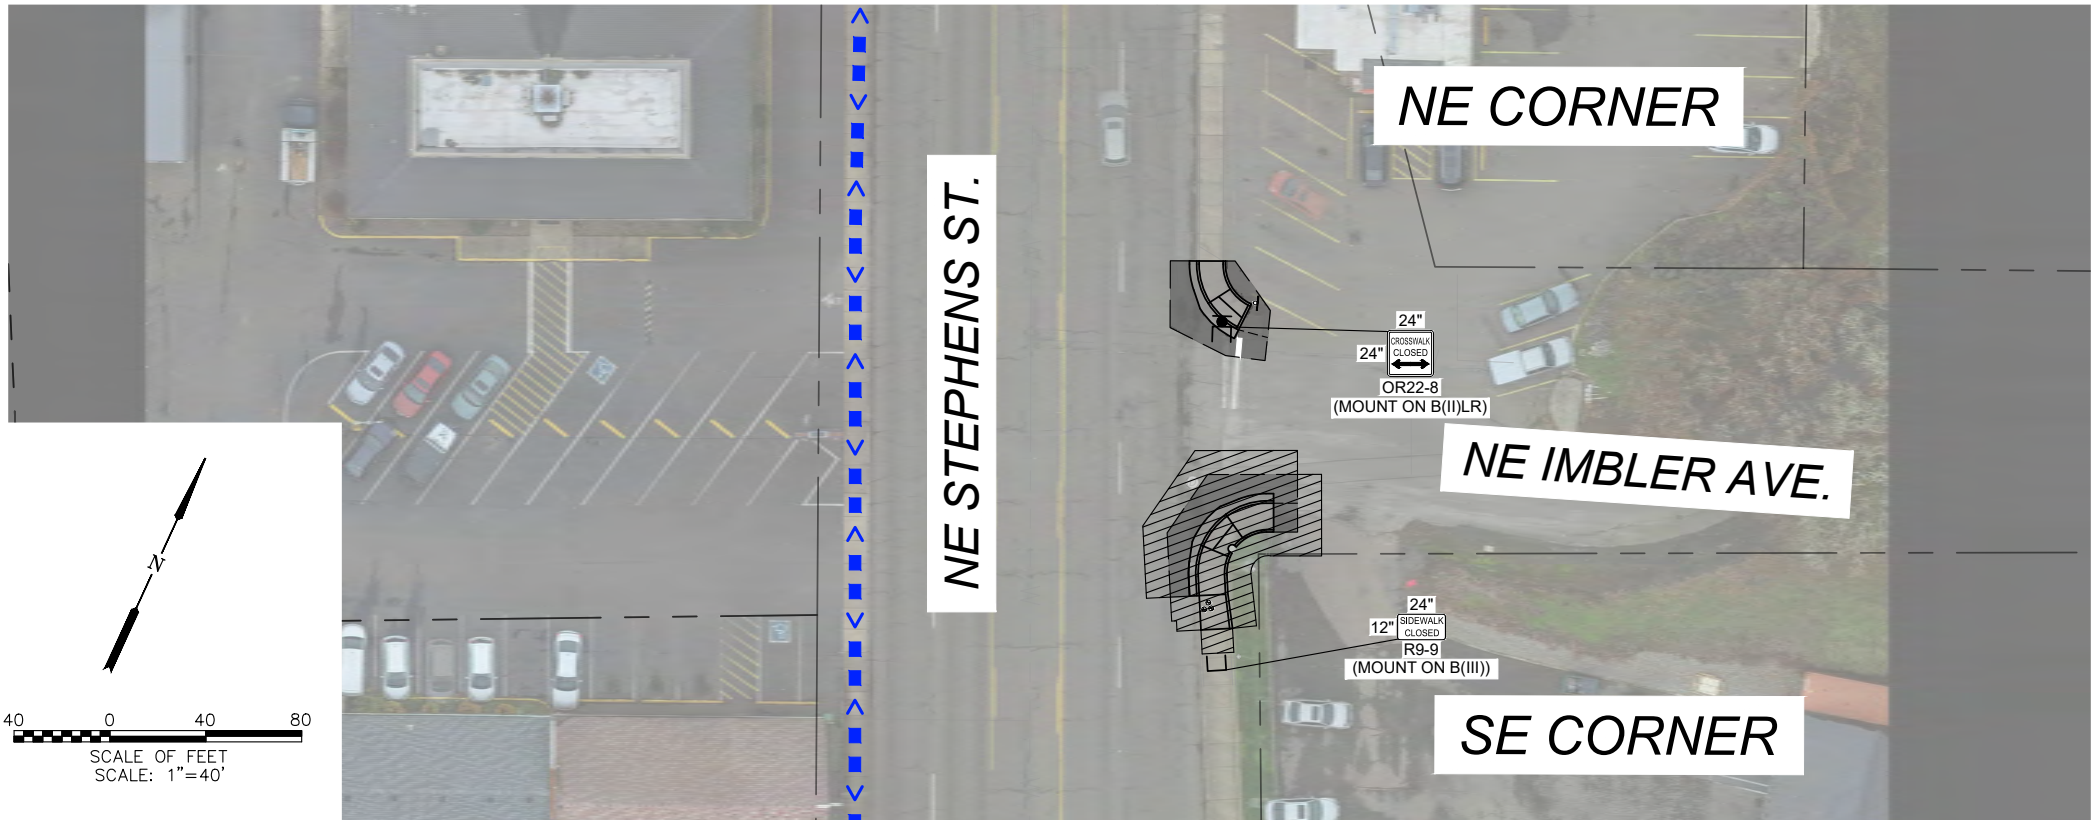 NE CORNER
NE STEPHENS ST.
24"
24"
CROSSWALK
CLOSED
OR22-8
(MOUNT ON B(II)LR)
NE IMBLER AVE.
N
24"
12"
SIDEWALK
CLOSED
R9-9
(MOUNT ON B(III))
SE CORNER
40 0 40 80
SCALE OF FEET
SCALE: 1"=40'